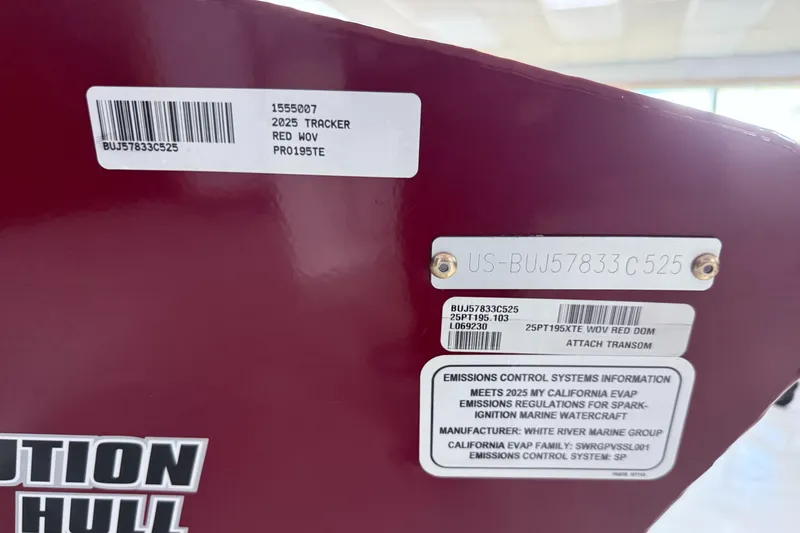 BUJ57833C525
1555007
2025 TRACKER
RED WOV
PRO195TE
US-BUJ57833C525
BUJ57833C525
25PT195.103
L069230
25PT195XTE WOV RED DOM
ATTACH TRANSOM
EMISSIONS CONTROL SYSTEMS INFORMATION
MEETS 2025 MY CALIFORNIA EVAP
EMISSIONS REGULATIONS FOR SPARK-
IGNITION MARINE WATERCRAFT
MANUFACTURER: WHITE RIVER MARINE GROUP
CALIFORNIA EVAP FAMILY: SWRGPVSSL001
EMISSIONS CONTROL SYSTEM: SP
UTION
HULL